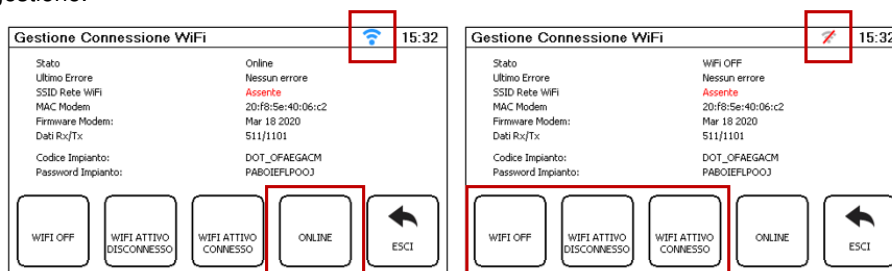 gestione.
Gestione Connessione WiFi 15:32
Stato Online
Ultimo Errore Nessun errore
SSID Rete WiFi Assente
MAC Modem 20:f8:5e:40:06:c2
Firmware Modem: Mar 18 2020
Dati Rx/Tx 511/1101
Codice Impianto: DOT_OFAEGACM
Password Impianto: PABOIEFLPOOJ
WIFI OFF
WIFI ATTIVO
DISCONNESSO
WIFI ATTIVO
CONNESSO
ONLINE
ESCI
Gestione Connessione WiFi 15:32
Stato WiFi OFF
Ultimo Errore Nessun errore
SSID Rete WiFi Assente
MAC Modem 20:f8:5e:40:06:c2
Firmware Modem: Mar 18 2020
Dati Rx/Tx 511/1101
Codice Impianto: DOT_OFAEGACM
Password Impianto: PABOIEFLPOOJ
WIFI OFF
WIFI ATTIVO
DISCONNESSO
WIFI ATTIVO
CONNESSO
ONLINE
ESCI